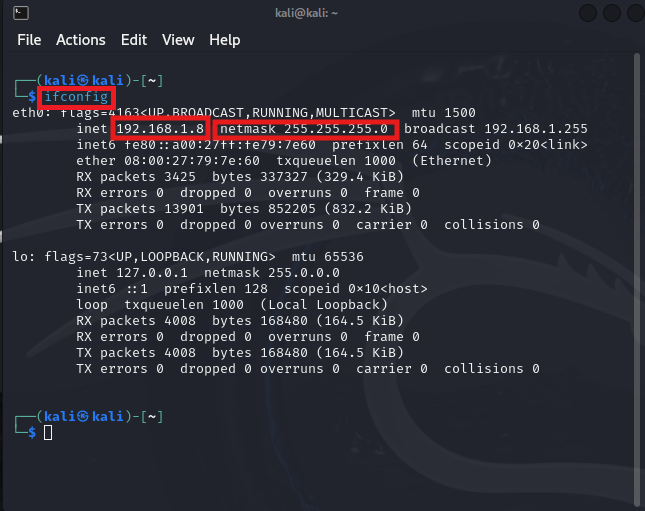 kali@kali: ~
File Actions Edit View Help
┌──(kali㉿kali)-[~]
└─$ ifconfig
eth0: flags=4163<UP,BROADCAST,RUNNING,MULTICAST>  mtu 1500
        inet 192.168.1.8  netmask 255.255.255.0  broadcast 192.168.1.255
        inet6 fe80::a00:27ff:fe79:7e60  prefixlen 64  scopeid 0×20<link>
        ether 08:00:27:79:7e:60  txqueuelen 1000  (Ethernet)
        RX packets 3425  bytes 337327 (329.4 KiB)
        RX errors 0  dropped 0  overruns 0  frame 0
        TX packets 13901  bytes 852205 (832.2 KiB)
        TX errors 0  dropped 0 overruns 0  carrier 0  collisions 0

lo: flags=73<UP,LOOPBACK,RUNNING>  mtu 65536
        inet 127.0.0.1  netmask 255.0.0.0
        inet6 ::1  prefixlen 128  scopeid 0×10<host>
        loop  txqueuelen 1000  (Local Loopback)
        RX packets 4008  bytes 168480 (164.5 KiB)
        RX errors 0  dropped 0  overruns 0  frame 0
        TX packets 4008  bytes 168480 (164.5 KiB)
        TX errors 0  dropped 0 overruns 0  carrier 0  collisions 0

┌──(kali㉿kali)-[~]
└─$